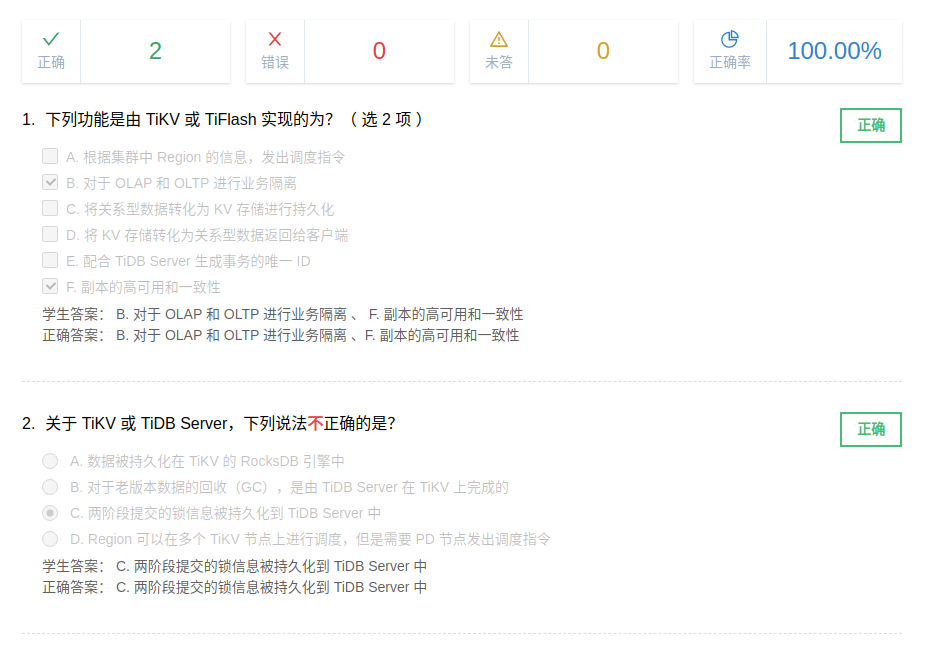 正确 2 错误 0 未答 0 正确率 100.00%
1. 下列功能是由 TiKV 或 TiFlash 实现的为？（ 选 2 项 ） 正确
A. 根据集群中 Region 的信息，发出调度指令
B. 对于 OLAP 和 OLTP 进行业务隔离
C. 将关系型数据转化为 KV 存储进行持久化
D. 将 KV 存储转化为关系型数据返回给客户端
E. 配合 TiDB Server 生成事务的唯一 ID
F. 副本的高可用和一致性
学生答案： B. 对于 OLAP 和 OLTP 进行业务隔离 、 F. 副本的高可用和一致性
正确答案： B. 对于 OLAP 和 OLTP 进行业务隔离 、F. 副本的高可用和一致性
2. 关于 TiKV 或 TiDB Server，下列说法不正确的是？ 正确
A. 数据被持久化在 TiKV 的 RocksDB 引擎中
B. 对于老版本数据的回收（GC），是由 TiDB Server 在 TiKV 上完成的
C. 两阶段提交的锁信息被持久化到 TiDB Server 中
D. Region 可以在多个 TiKV 节点上进行调度，但是需要 PD 节点发出调度指令
学生答案： C. 两阶段提交的锁信息被持久化到 TiDB Server 中
正确答案： C. 两阶段提交的锁信息被持久化到 TiDB Server 中